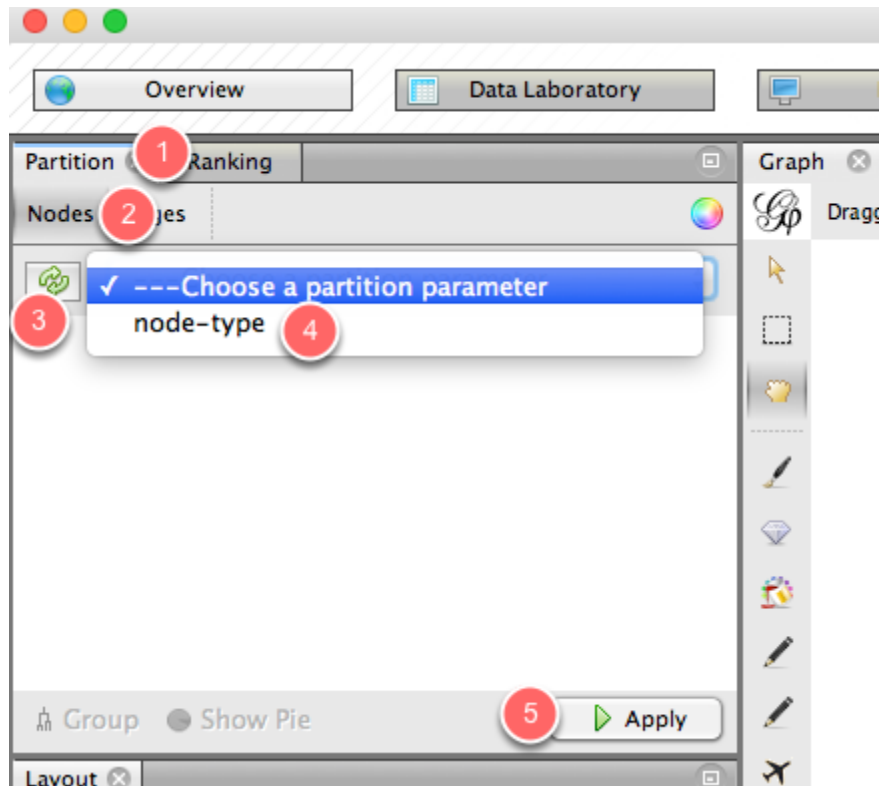 Overview Data Laboratory
Partition 1 Ranking Graph
Nodes 2 Dragg
✓ ---Choose a partition parameter
3 node-type 4
Group Show Pie 5 Apply
Layout